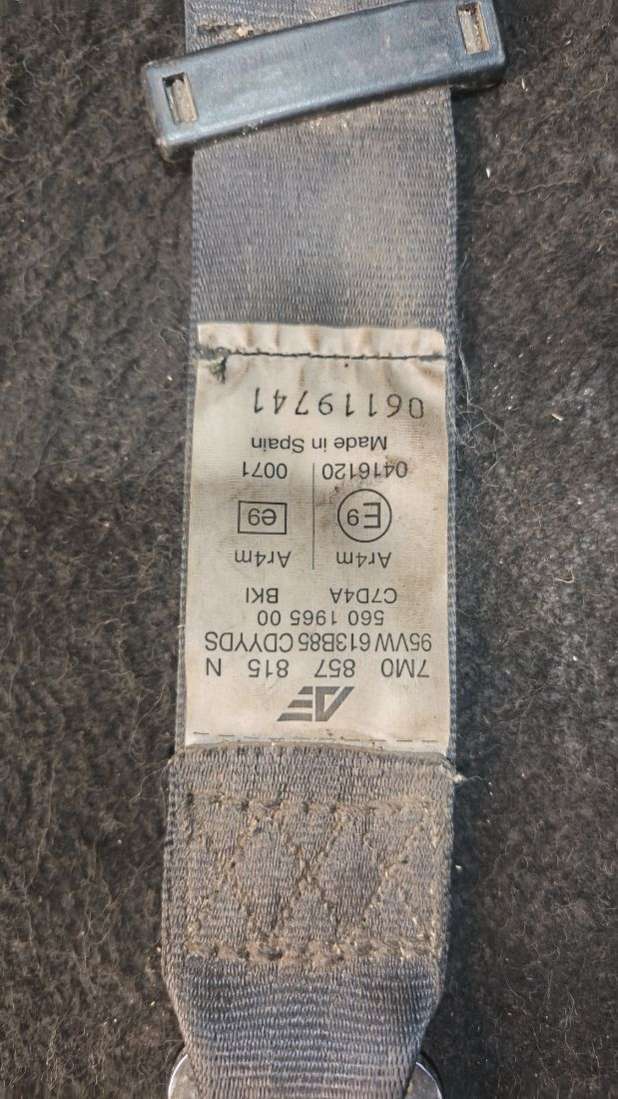 7M0 857 815 N
95VW 613B85 CDYYDS
560 1965 00
C7D4A BKI
Ar4m Ar4m
E9 e9
0416120 0071
Made in Spain
06119741